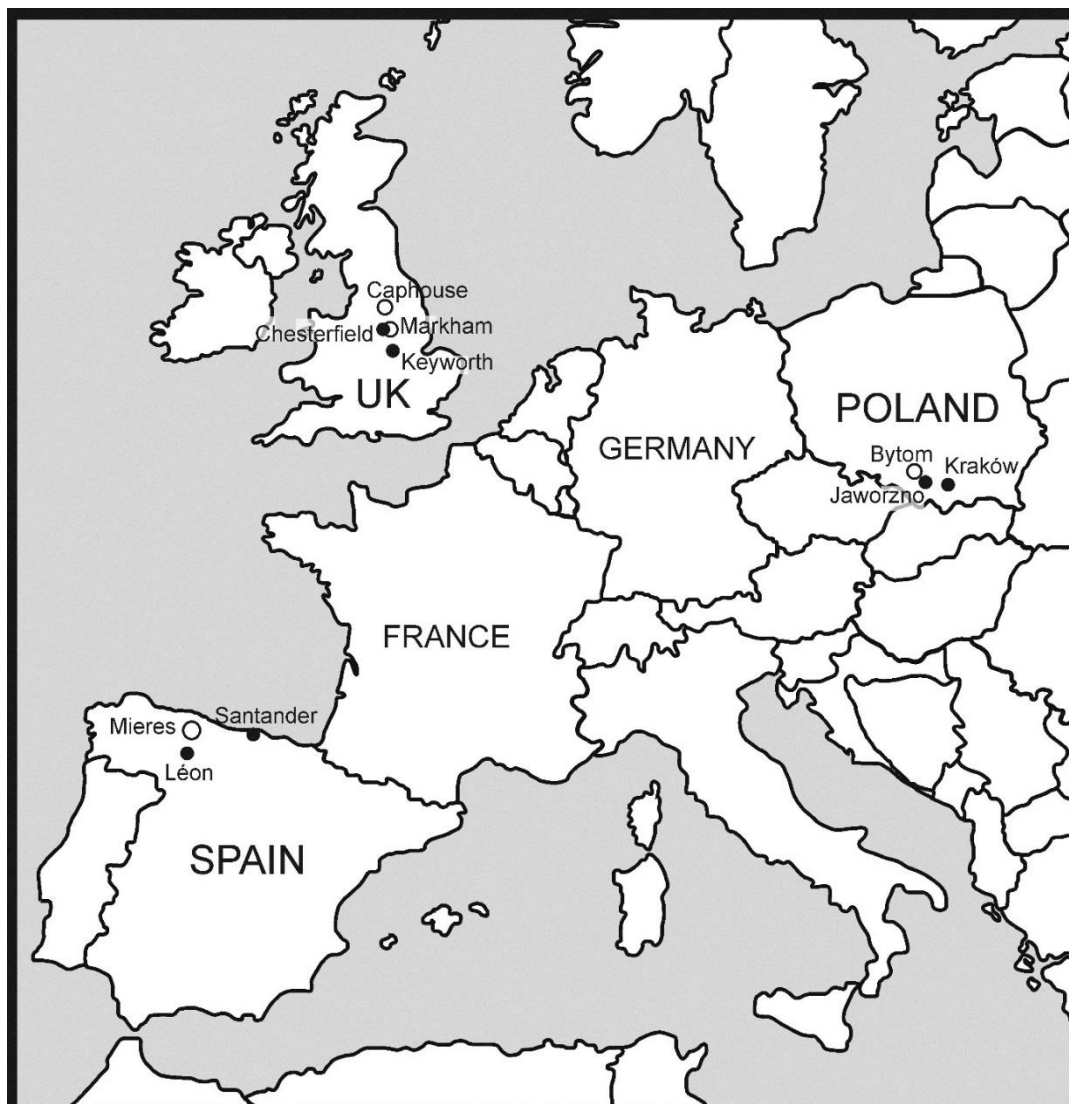 Caphouse
Chesterfield
Markham
Keyworth
UK
POLAND
GERMANY
Bytom
Kraków
Jaworzno
FRANCE
Mieres
Santander
Léon
SPAIN